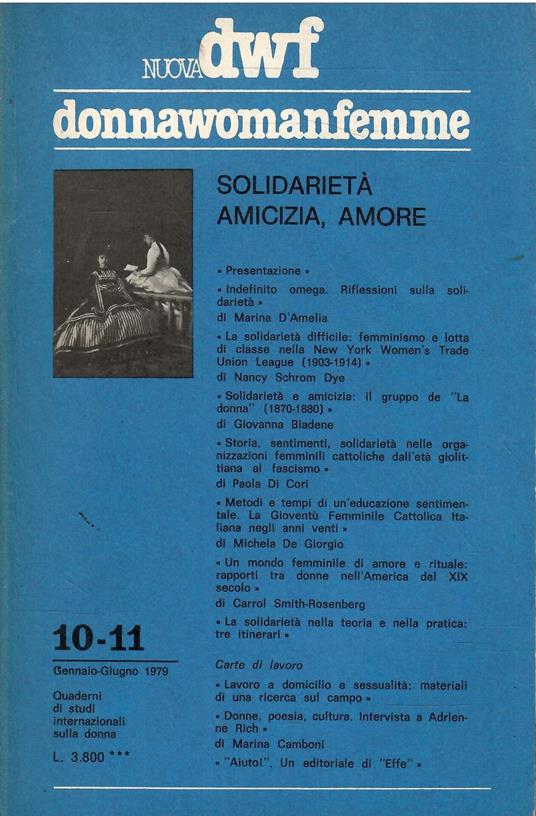 NUOVA dwf
donnawomanfemme
SOLIDARIETÀ
AMICIZIA, AMORE
« Presentazione »
« Indefinito omega. Riflessioni sulla soli-
darietà »
di Marina D'Amelia
« La solidarietà difficile: femminismo e lotta
di classe nella New York Women's Trade
Union League (1903-1914) »
di Nancy Schrom Dye
« Solidarietà e amicizia: il gruppo de "La
donna" (1870-1880) »
di Giovanna Biadene
« Storia, sentimenti, solidarietà nelle orga-
nizzazioni femminili cattoliche dall'età giolit-
tiana al fascismo »
di Paola Di Cori
« Metodi e tempi di un'educazione sentimen-
tale. La Gioventù Femminile Cattolica Ita-
liana negli anni venti »
di Michela De Giorgio
« Un mondo femminile di amore e rituale:
rapporti tra donne nell'America del XIX
secolo »
di Carrol Smith-Rosenberg
« La solidarietà nella teoria e nella pratica:
tre itinerari »
Carte di lavoro
« Lavoro a domicilio e sessualità: materiali
di una ricerca sul campo »
« Donne, poesia, cultura. Intervista a Adrien-
ne Rich »
di Marina Camboni
« "Aiuto!". Un editoriale di "Effe" »
10-11
Gennaio-Giugno 1979
Quaderni
di studi
internazionali
sulla donna
L. 3.800 ***